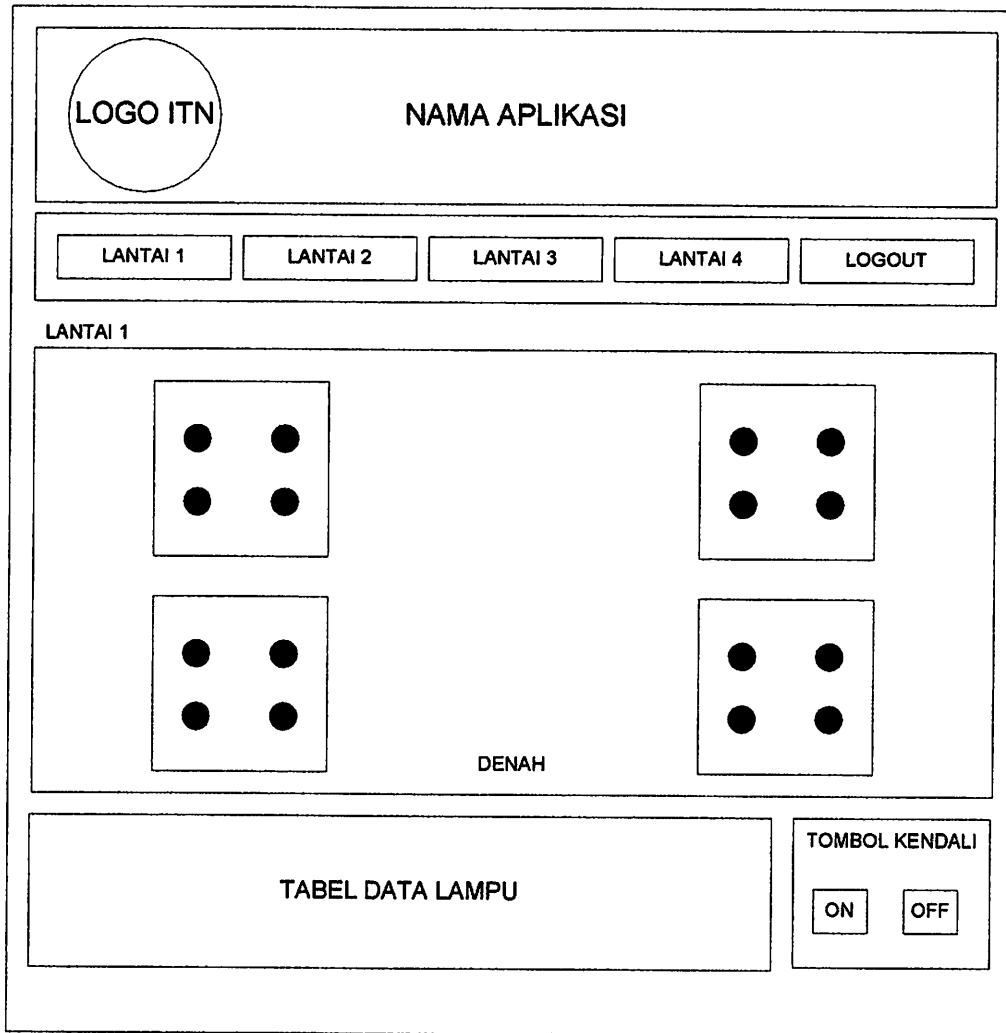 LOGO ITN
NAMA APLIKASI
LANTAI 1
LANTAI 2
LANTAI 3
LANTAI 4
LOGOUT
LANTAI 1
DENAH
TABEL DATA LAMPU
TOMBOL KENDALI
ON
OFF